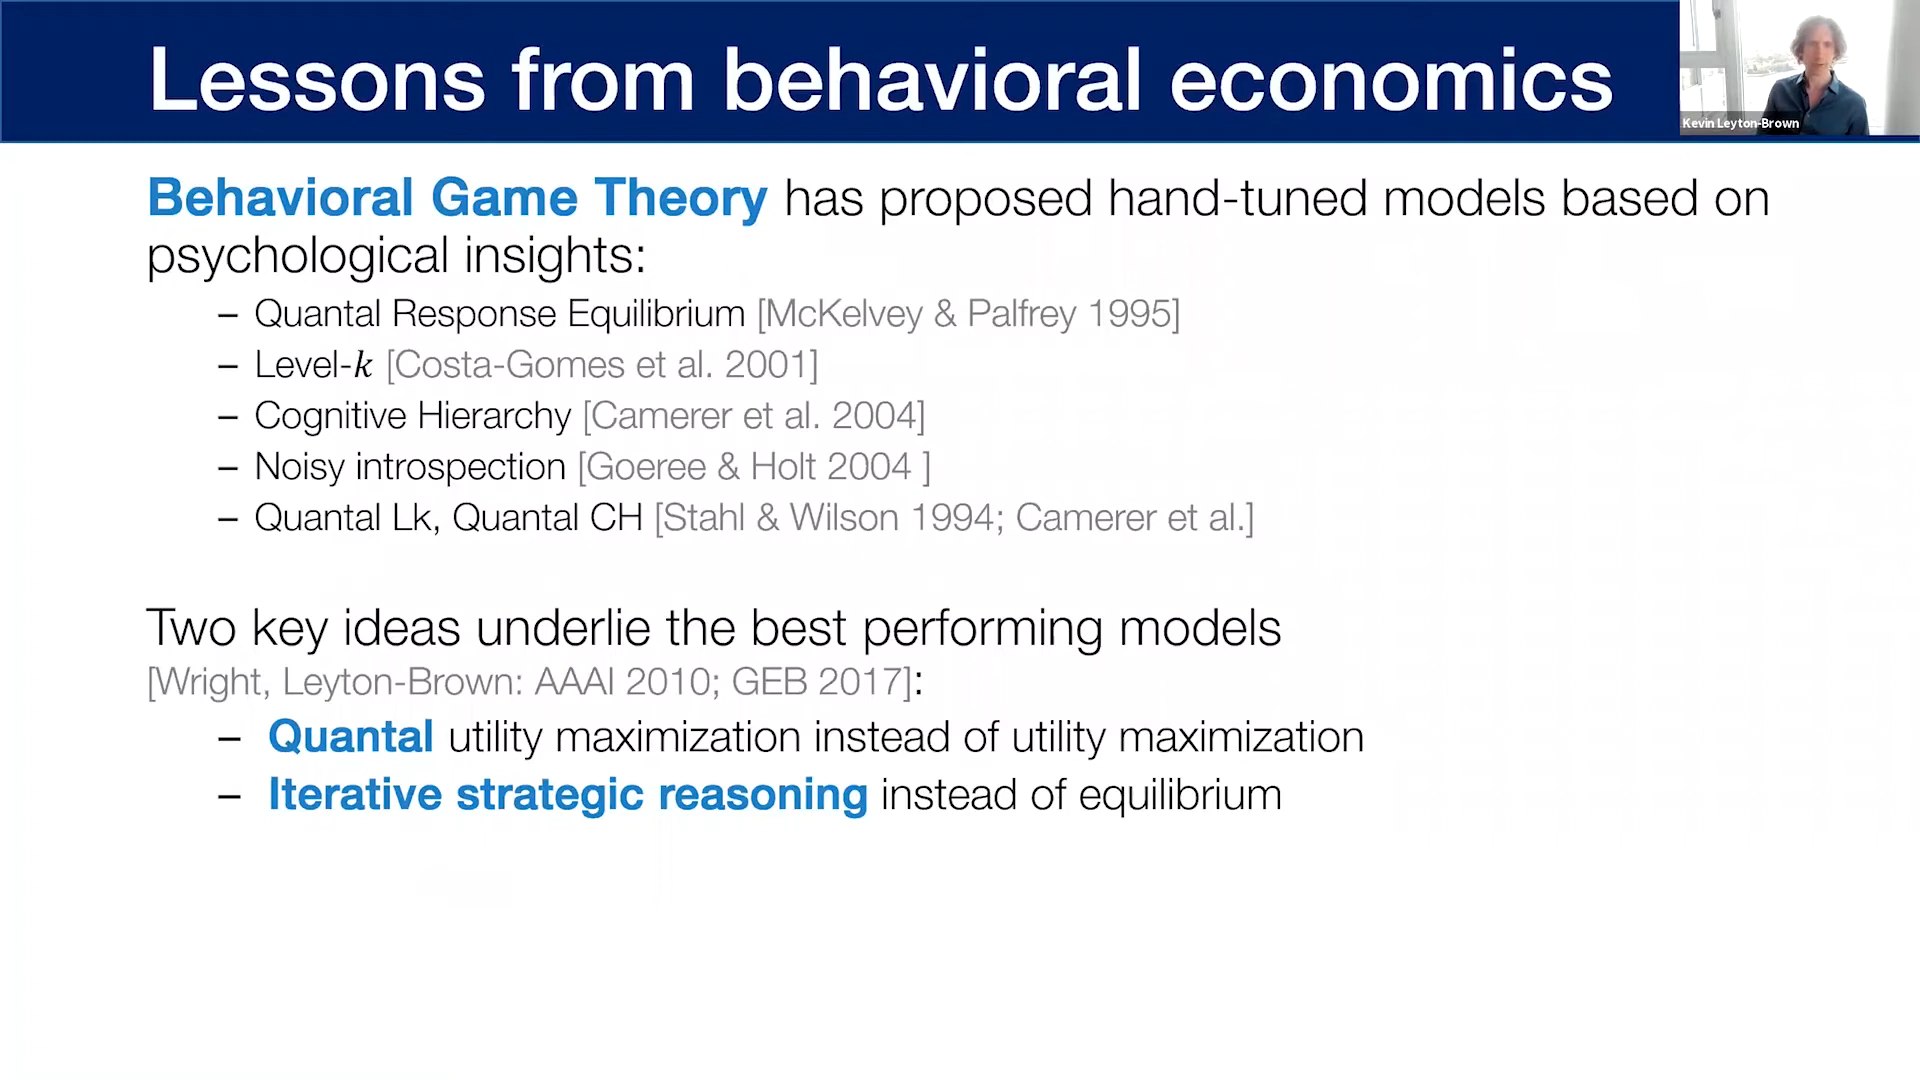 Lessons from behavioral economics
Kevin Leyton-Brown
Behavioral Game Theory has proposed hand-tuned models based on
psychological insights:
– Quantal Response Equilibrium [McKelvey & Palfrey 1995]
– Level-k [Costa-Gomes et al. 2001]
– Cognitive Hierarchy [Camerer et al. 2004]
– Noisy introspection [Goeree & Holt 2004 ]
– Quantal Lk, Quantal CH [Stahl & Wilson 1994; Camerer et al.]
Two key ideas underlie the best performing models
[Wright, Leyton-Brown: AAAI 2010; GEB 2017]:
– Quantal utility maximization instead of utility maximization
– Iterative strategic reasoning instead of equilibrium